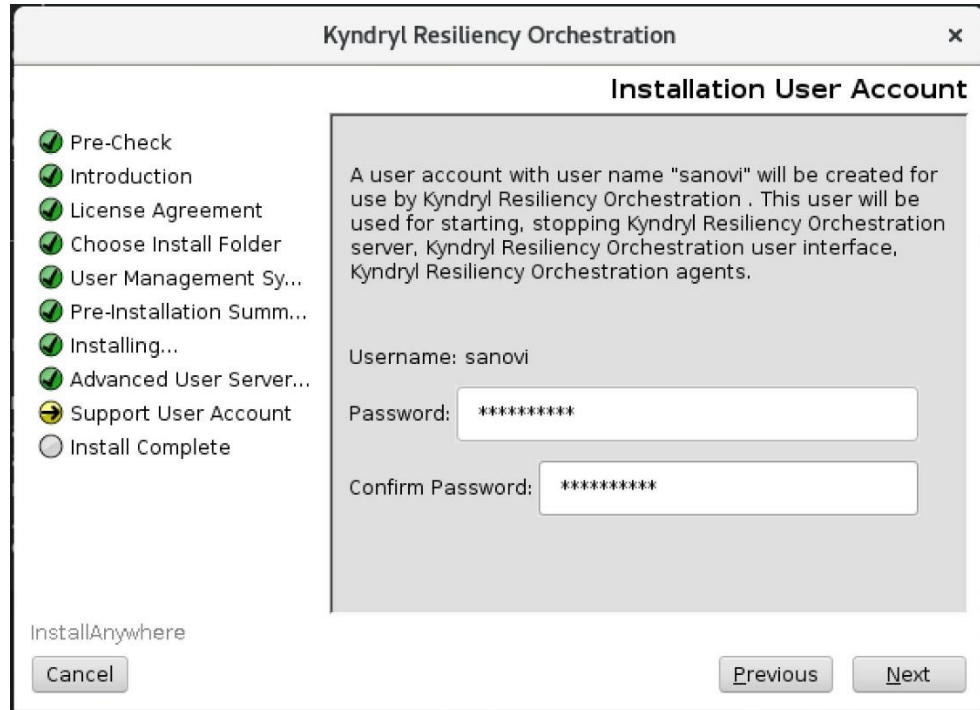 Kyndryl Resiliency Orchestration
×
Installation User Account
Pre-Check
Introduction
License Agreement
Choose Install Folder
User Management Sy...
Pre-Installation Summ...
Installing...
Advanced User Server...
Support User Account
Install Complete
A user account with user name "sanovi" will be created for
use by Kyndryl Resiliency Orchestration . This user will be
used for starting, stopping Kyndryl Resiliency Orchestration
server, Kyndryl Resiliency Orchestration user interface,
Kyndryl Resiliency Orchestration agents.
Username: sanovi
Password: **********
Confirm Password: **********
InstallAnywhere
Cancel
Previous
Next